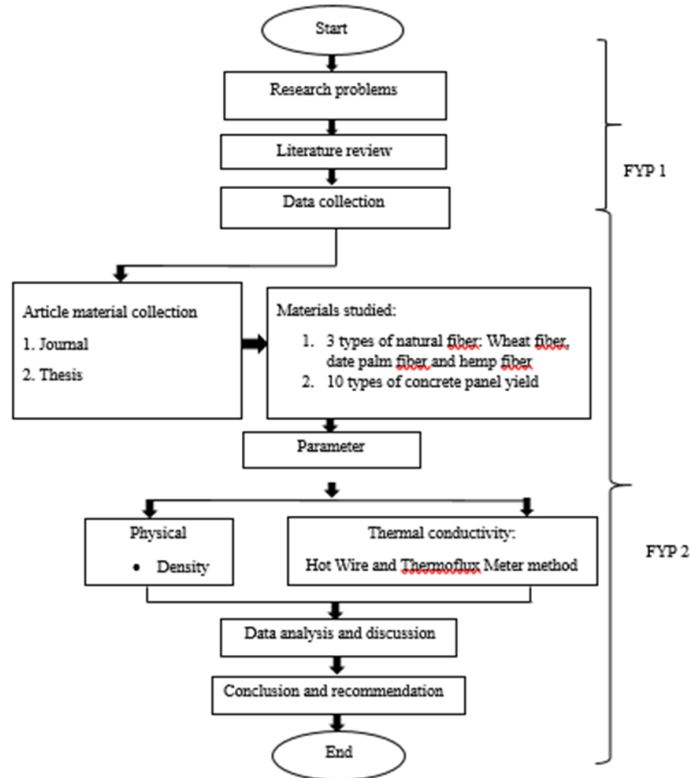 Start
Research problems
Literature review
FYP 1
Data collection
Article material collection
1. Journal
2. Thesis
Materials studied:
1. 3 types of natural fiber: Wheat fiber,
date palm fiber and hemp fiber
2. 10 types of concrete panel yield
Parameter
Physical
• Density
Thermal conductivity:
Hot Wire and Thermoflux Meter method
FYP 2
Data analysis and discussion
Conclusion and recommendation
End